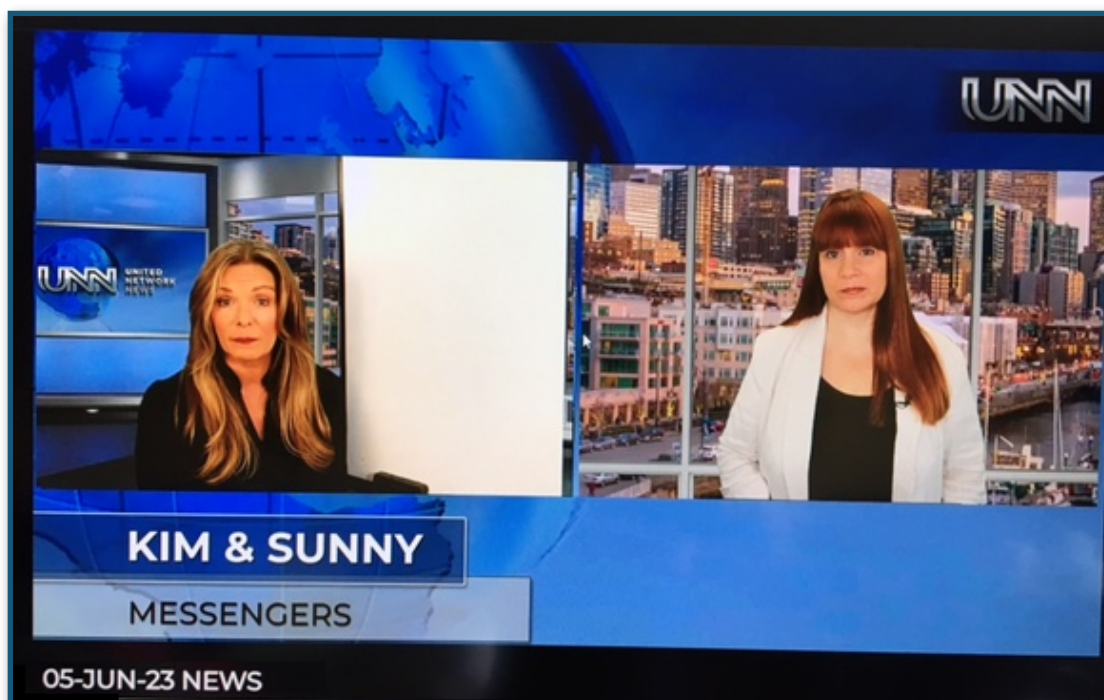 UNN
UNN
UNITED
NETWORK
NEWS
KIM & SUNNY
MESSENGERS
05-JUN-23 NEWS